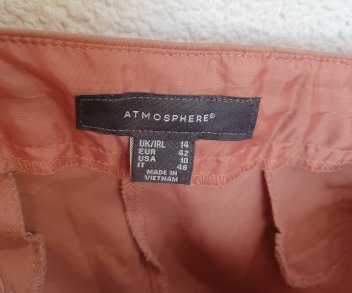 ATMOSPHERE®
UK/IRL 14
EUR 42
USA 10
IT 46
MADE IN
VIETNAM